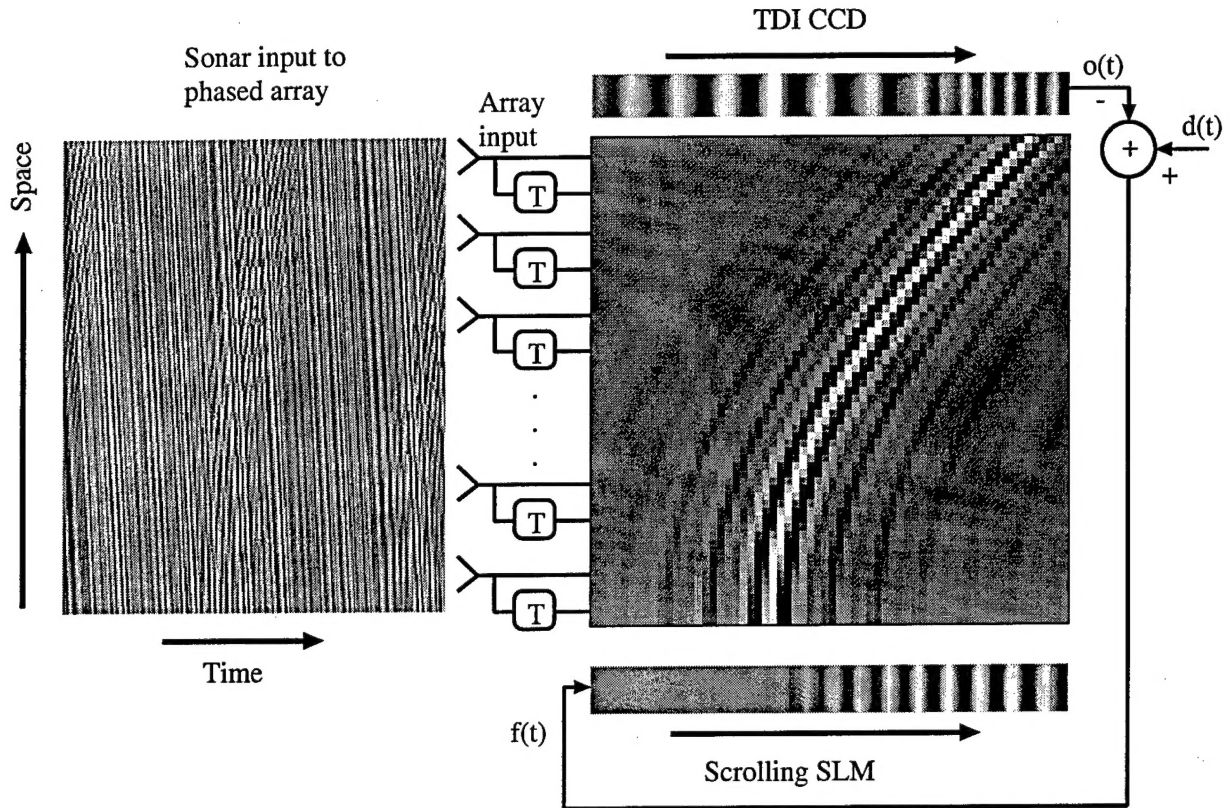 TDI CCD
Sonar input to
phased array
Array
input
o(t)
-
d(t)
+
+
Space
T
T
T
T
T
Time
f(t)
Scrolling SLM